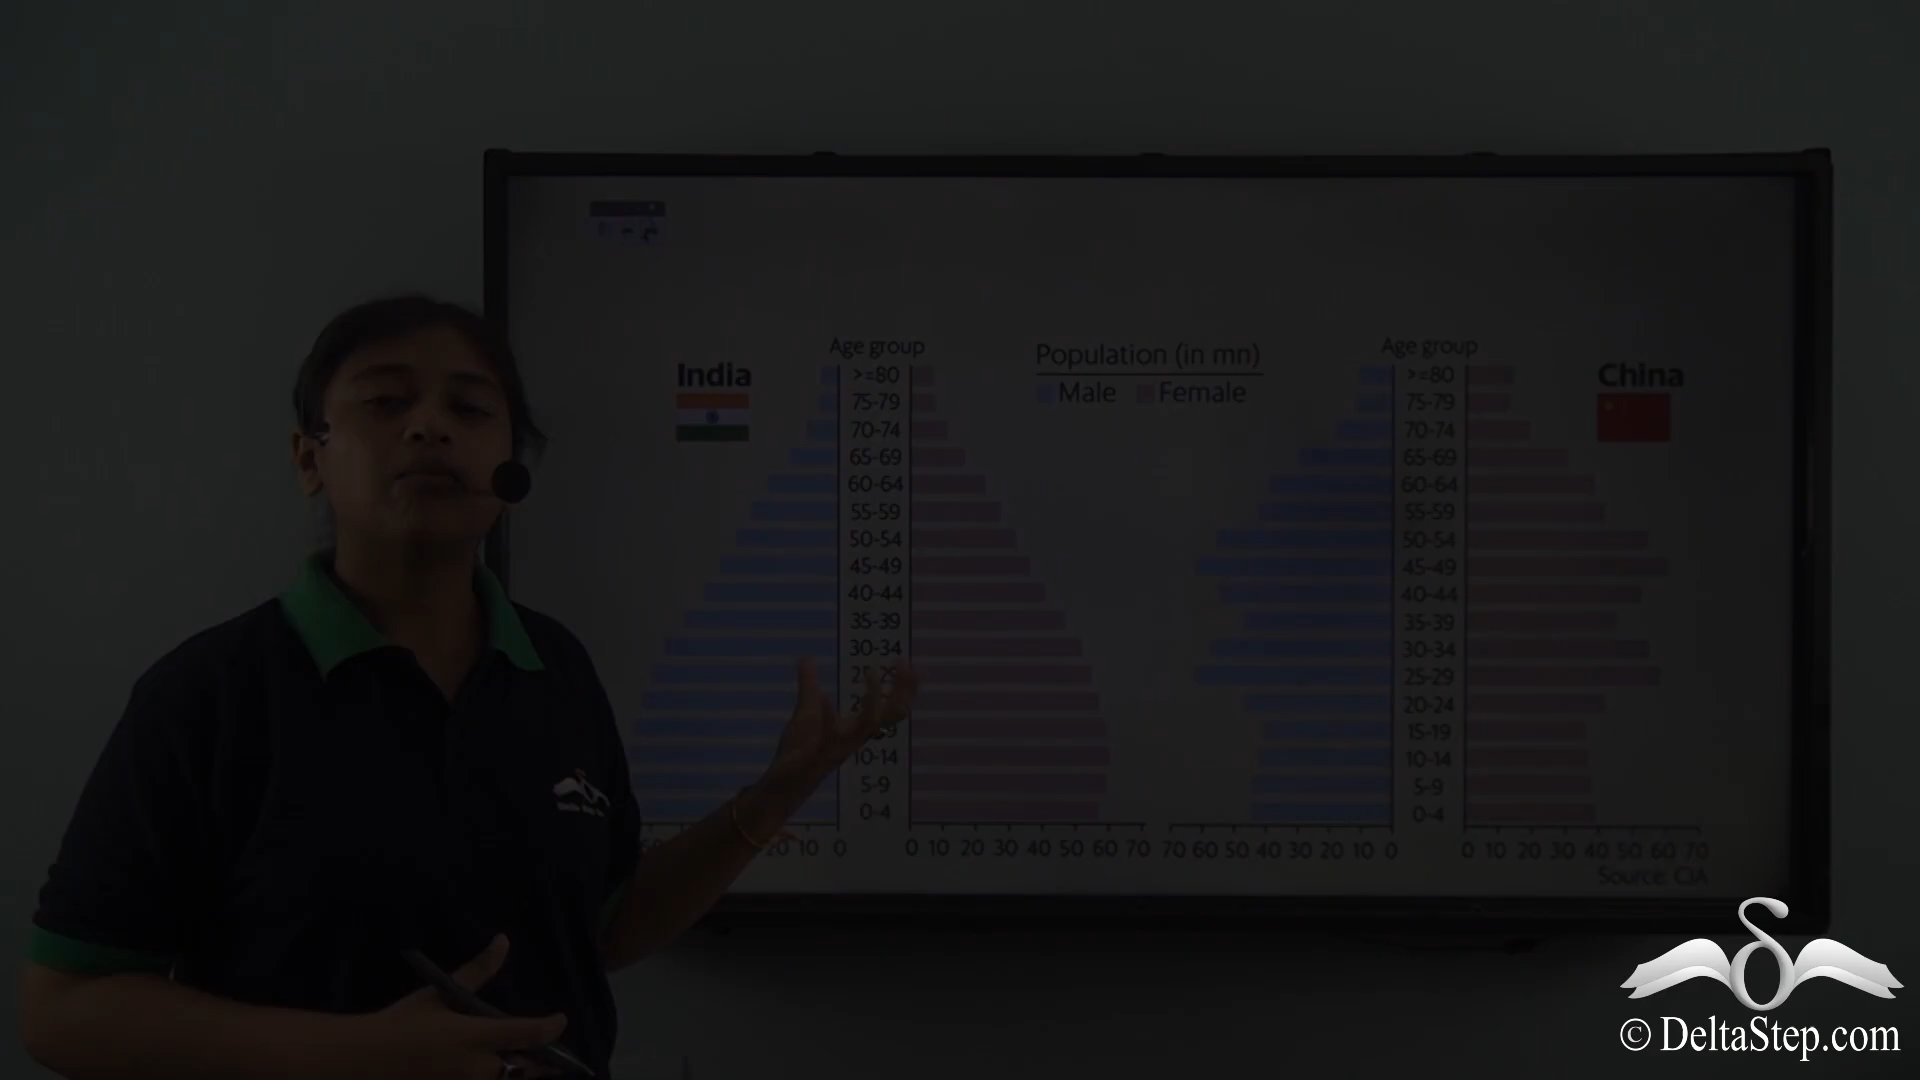 India
Age group
>=80
75-79
70-74
65-69
60-64
55-59
50-54
45-49
40-44
35-39
30-34
10-14
5-9
0-4
20 10 0
0 10 20 30 40 50 60 70
Population (in mn)
Male Female
Age group
>=80
75-79
70-74
65-69
60-64
55-59
50-54
45-49
40-44
35-39
30-34
25-29
20-24
15-19
10-14
5-9
0-4
70 60 50 40 30 20 10 0
0 10 20 30 40 50 60 70
China
Source: CIA
© DeltaStep.com